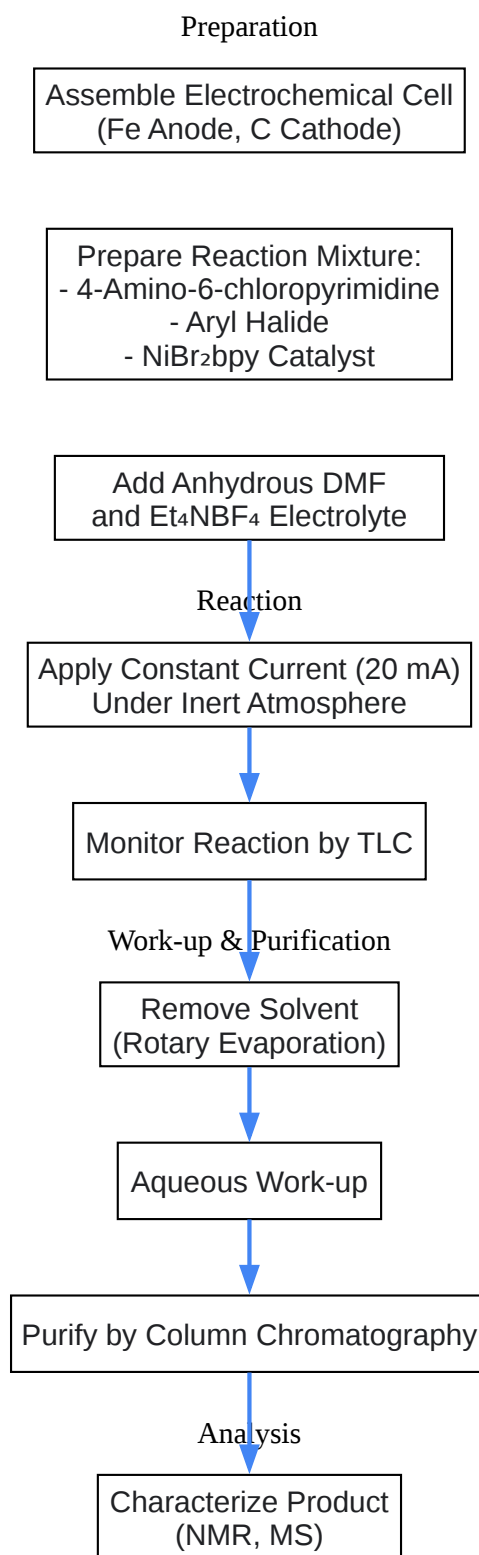 Preparation
Assemble Electrochemical Cell
(Fe Anode, C Cathode)
Prepare Reaction Mixture:
- 4-Amino-6-chloropyrimidine
- Aryl Halide
- NiBr₂bpy Catalyst
Add Anhydrous DMF
and Et₄NBF₄ Electrolyte
Reaction
Apply Constant Current (20 mA)
Under Inert Atmosphere
Monitor Reaction by TLC
Work-up & Purification
Remove Solvent
(Rotary Evaporation)
Aqueous Work-up
Purify by Column Chromatography
Analysis
Characterize Product
(NMR, MS)